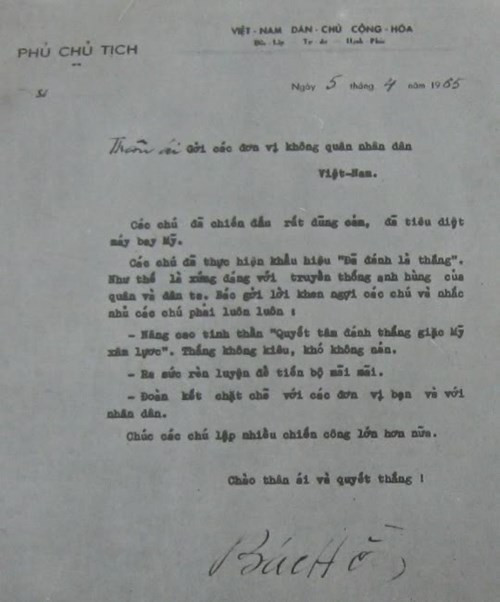 VIỆT-NAM DÂN-CHỦ CỘNG-HÒA
Độc-Lập Tự-do Hạnh Phúc
PHỦ CHỦ TỊCH
Số
Ngày 5 tháng 4 năm 1965
Thân ái Gởi các đơn vị không quân nhân dân
Việt-Nam.
Các chú đã chiến đấu rất dũng cảm, đã tiêu diệt
máy bay Mỹ.
Các chú đã thực hiện khẩu hiệu "Đã đánh là thắng".
Như thế là xứng đáng với truyền thống anh hùng của
quân và dân ta. Bác gửi lời khen ngợi các chú và nhắc
nhủ các chú phải luôn luôn :
- Nâng cao tinh thần "Quyết tâm đánh thắng giặc Mỹ
xâm lược". Thắng không kiêu, khó không nản.
- Ra sức rèn luyện để tiến bộ mãi mãi.
- Đoàn kết chặt chẽ với các đơn vị bạn và với
nhân dân.
Chúc các chú lập nhiều chiến công lớn hơn nữa.
Chào thân ái và quyết thắng !
Bác Hồ